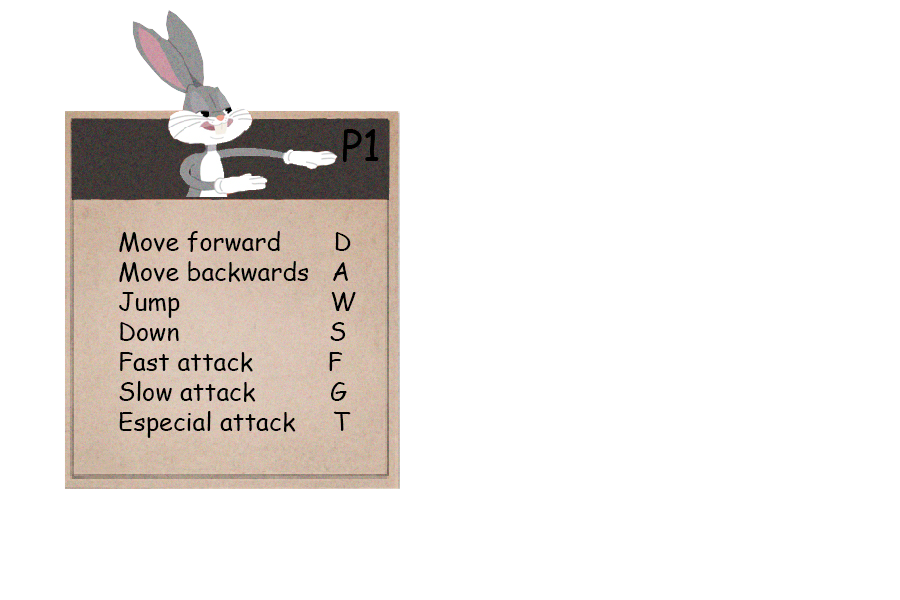 P1
Move forward D
Move backwards A
Jump W
Down S
Fast attack F
Slow attack G
Especial attack T